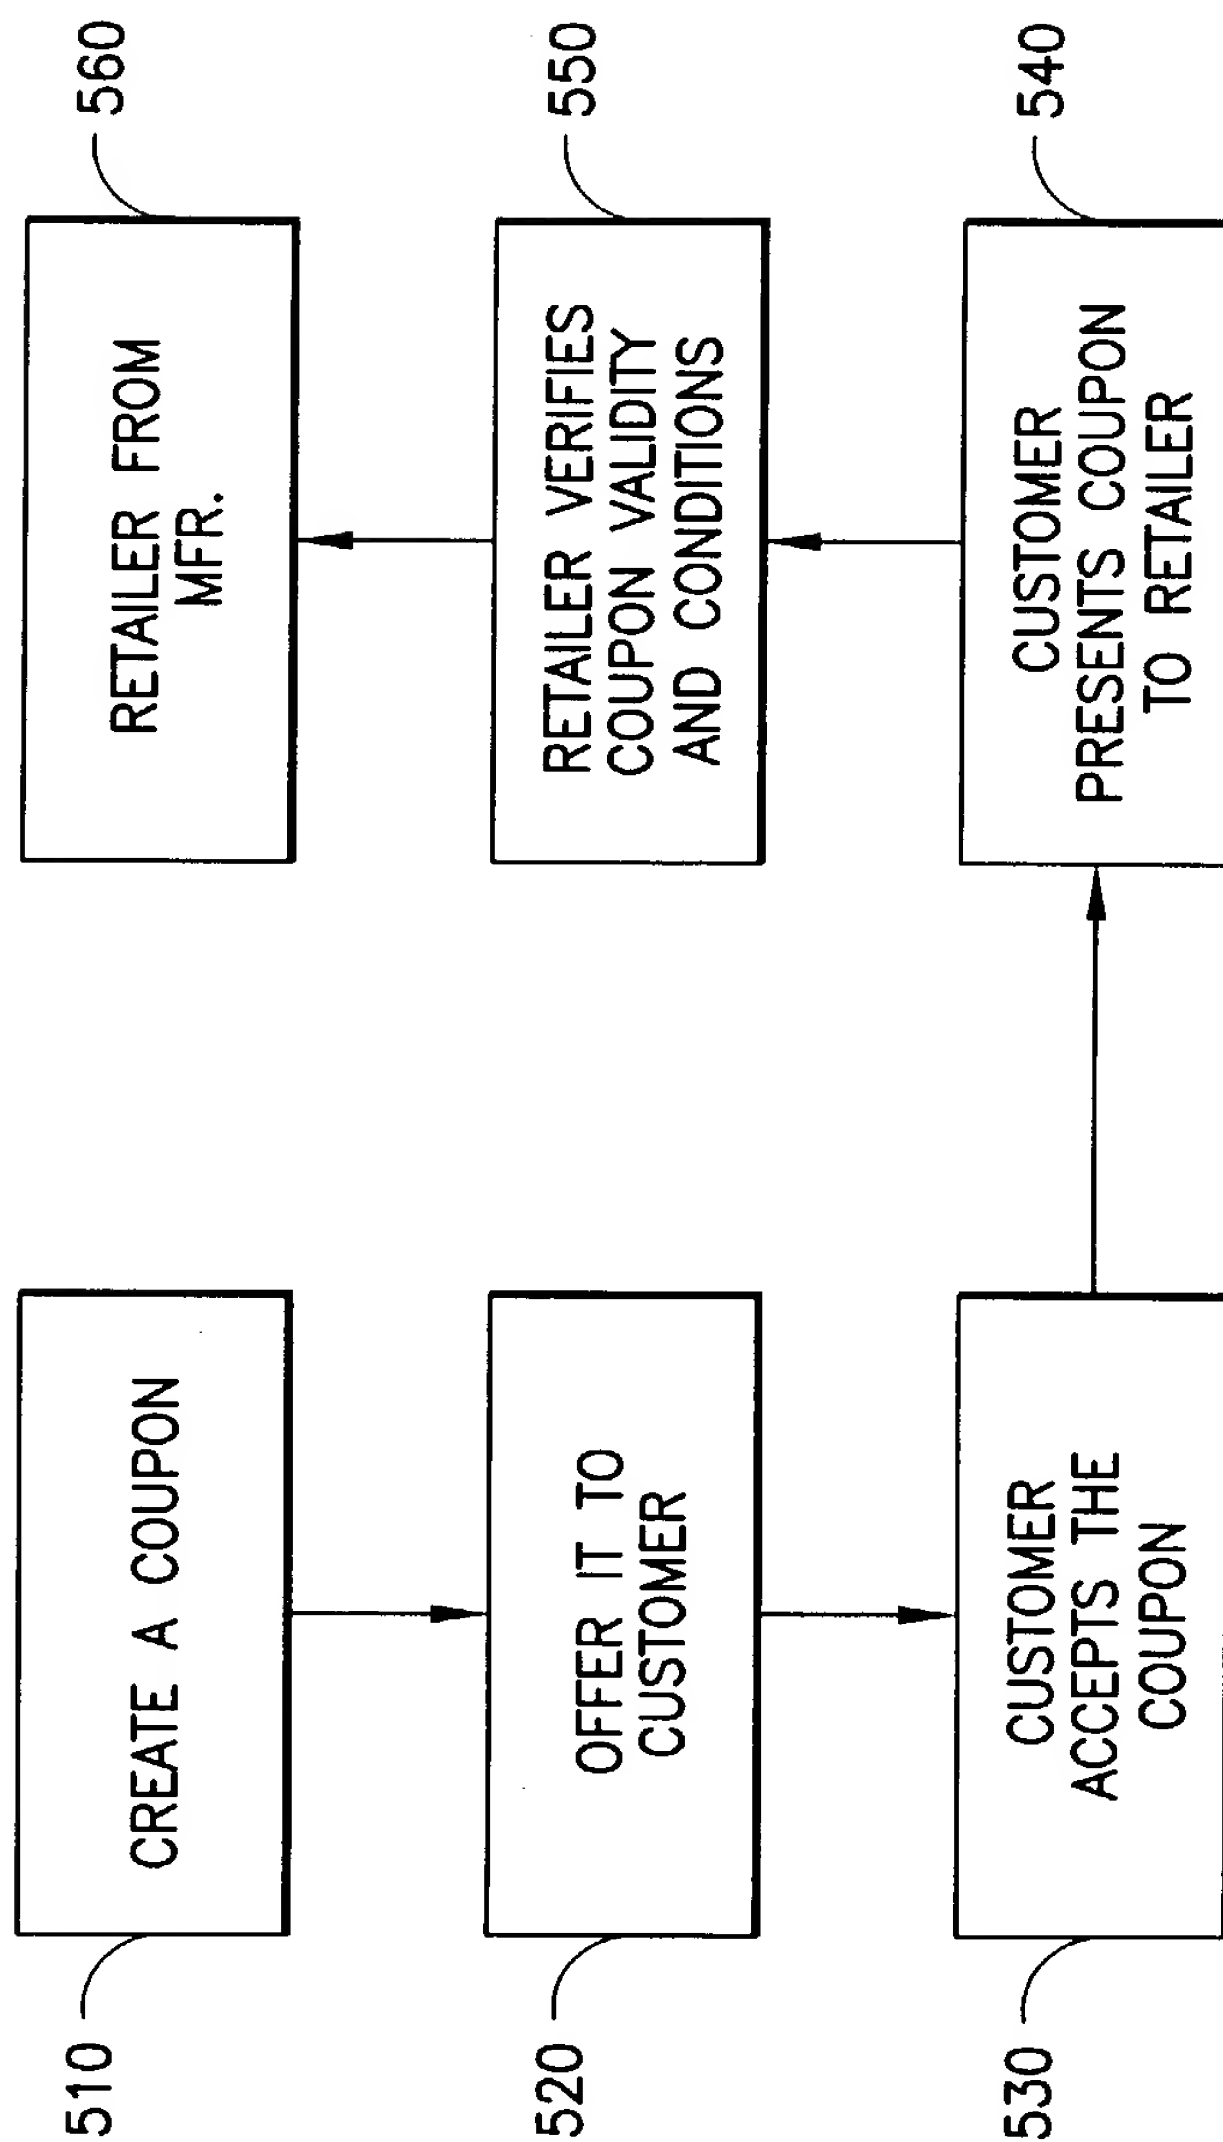 510
CREATE A COUPON
520
OFFER IT TO
CUSTOMER
530
CUSTOMER
ACCEPTS THE
COUPON
540
CUSTOMER
PRESENTS COUPON
TO RETAILER
550
RETAILER VERIFIES
COUPON VALIDITY
AND CONDITIONS
560
RETAILER FROM
MFR.